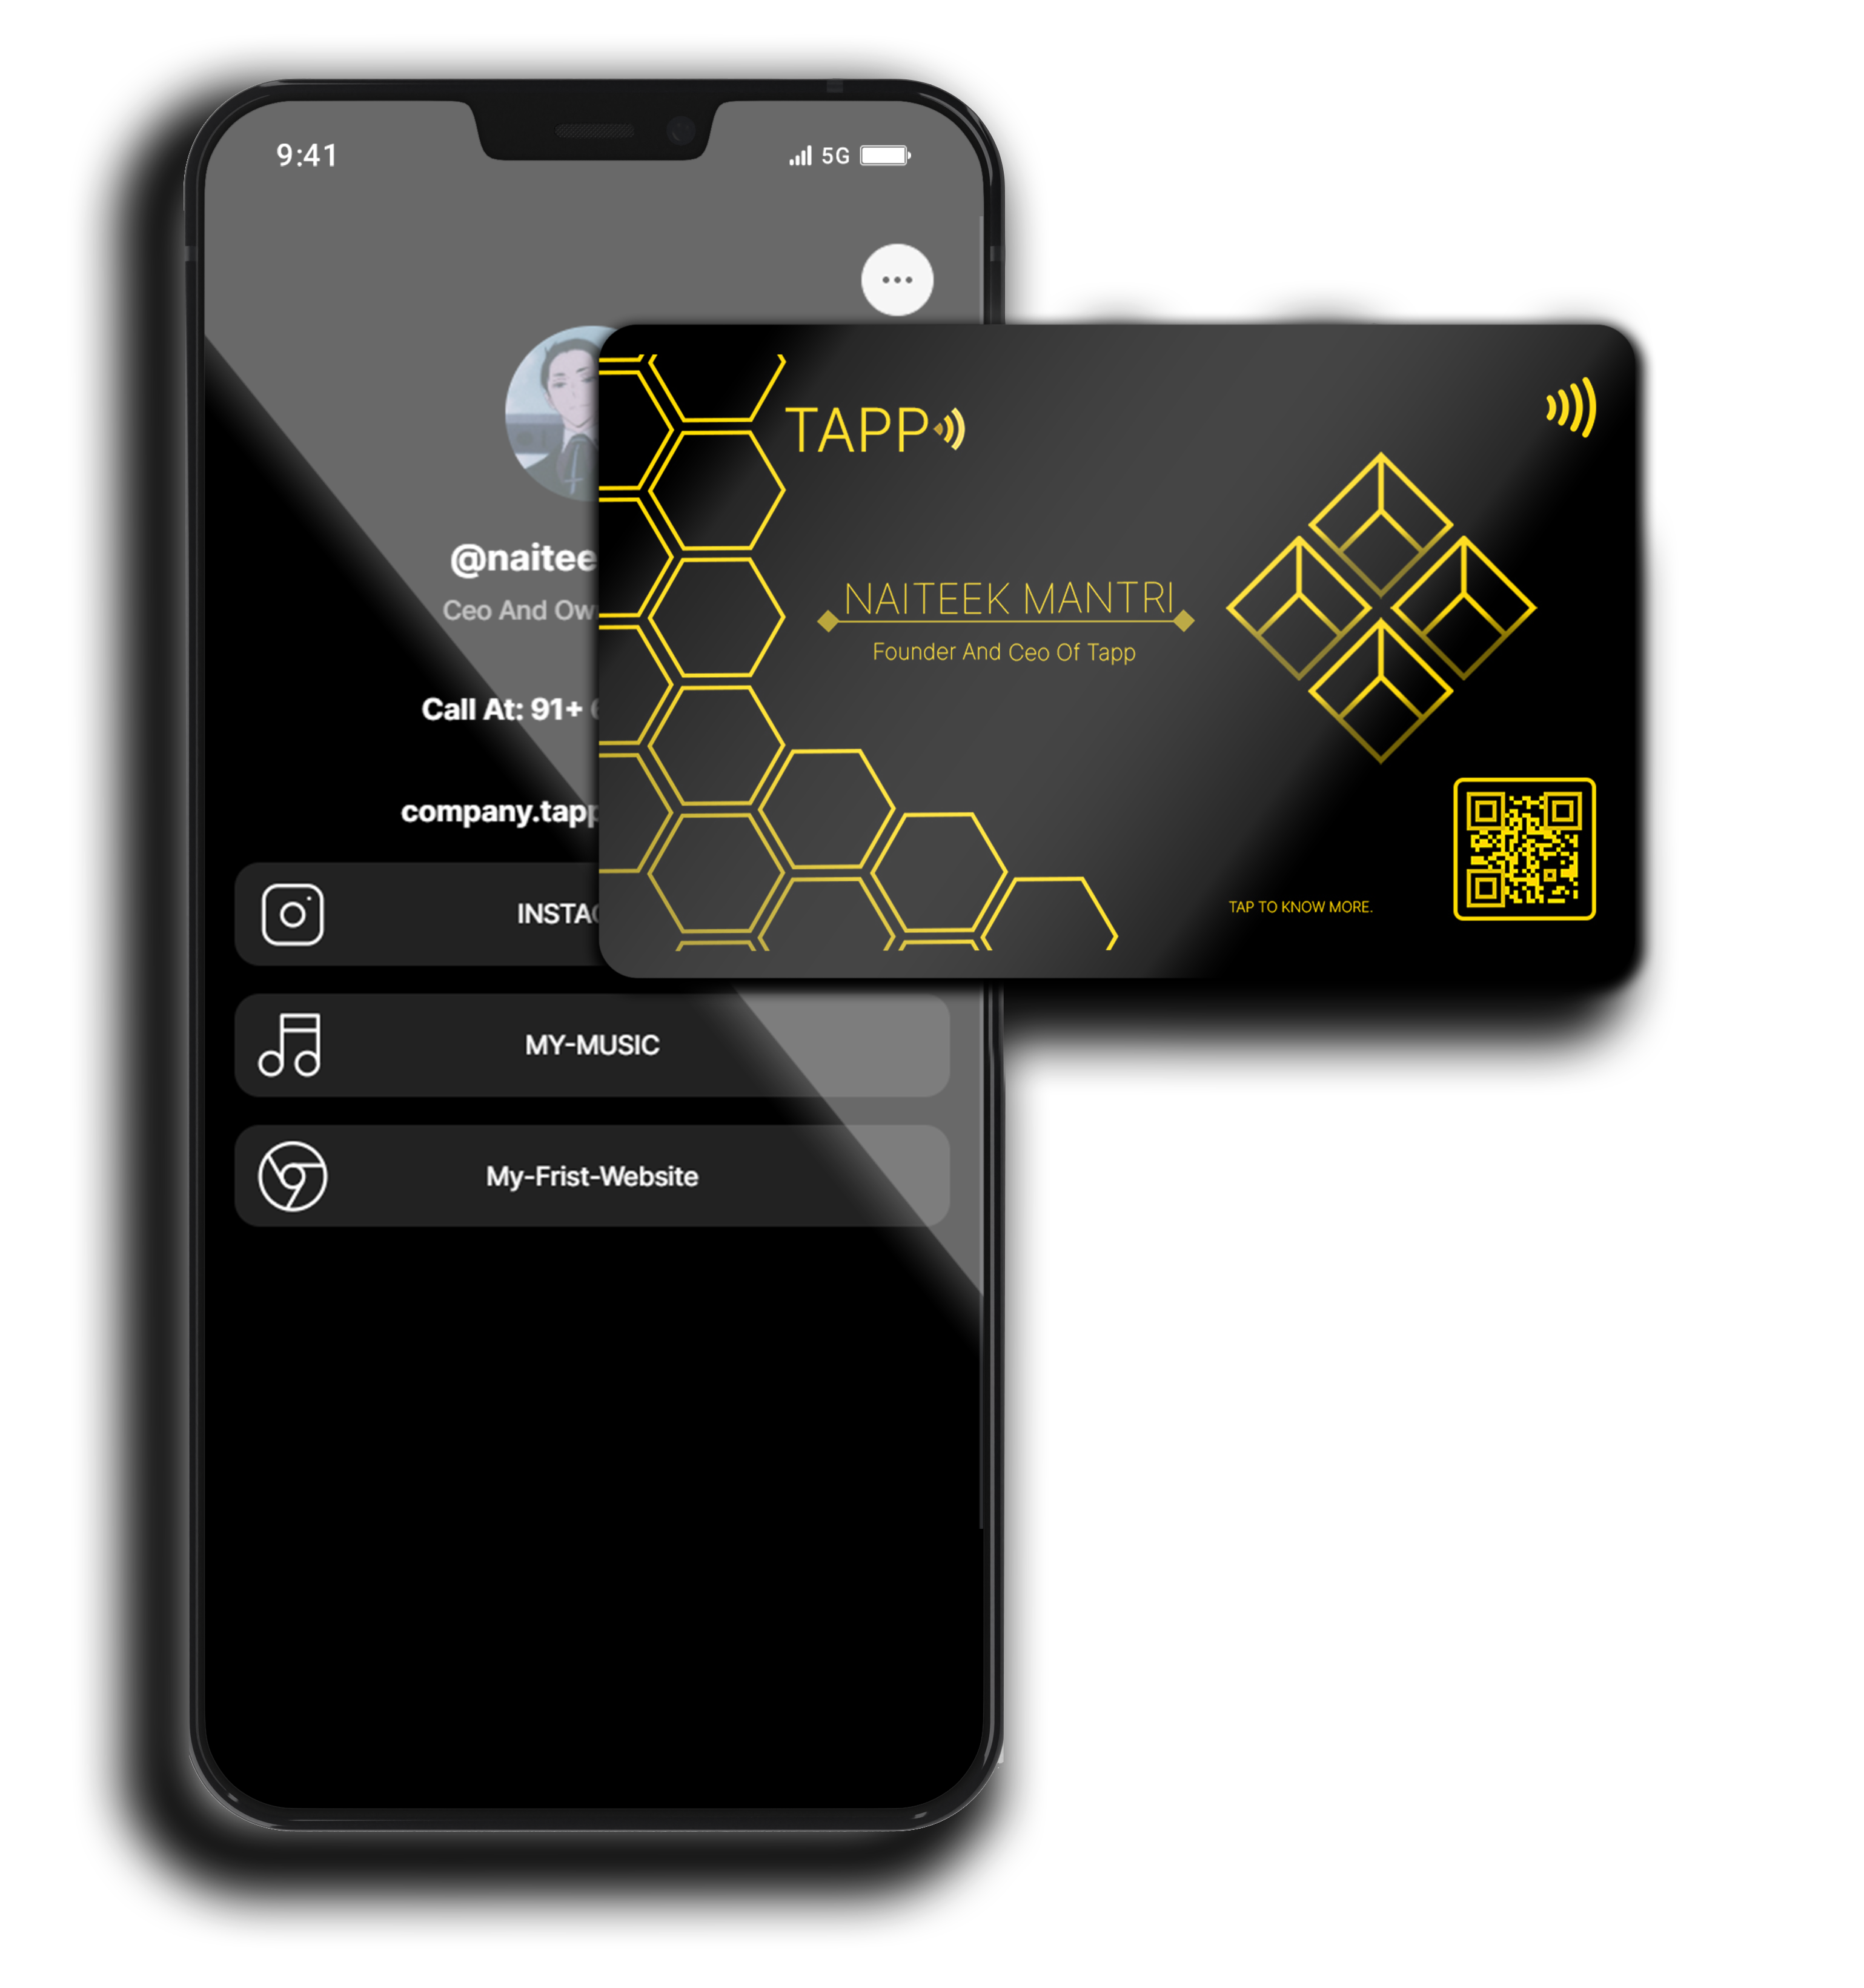 9:41
5G
@naitee
Ceo And Ow
Call At: 91+
company.tapp
INSTAG
MY-MUSIC
My-Frist-Website
TAPP
NAITEEK MANTRI
Founder And Ceo Of Tapp
TAP TO KNOW MORE.